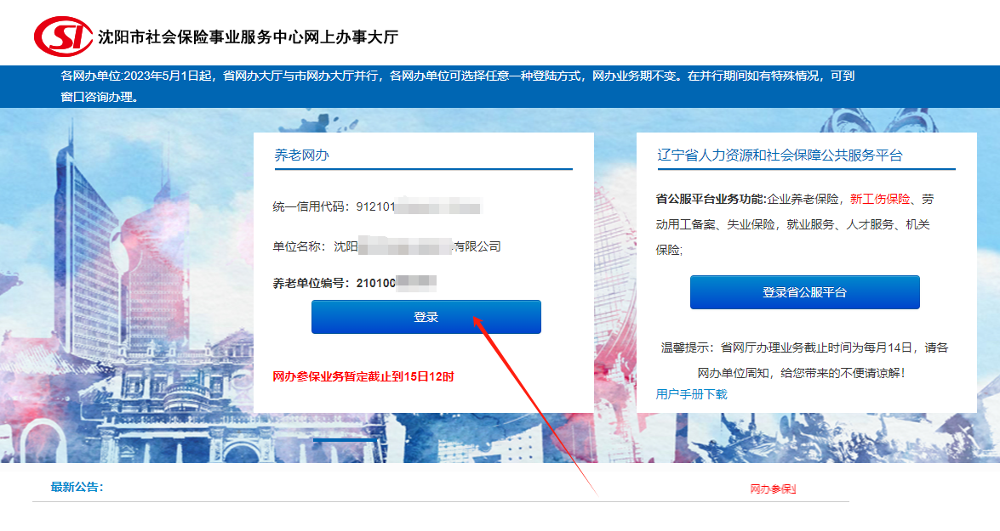 SI
沈阳市社会保险事业服务中心网上办事大厅
各网办单位:2023年5月1日起，省网办大厅与市网办大厅并行，各网办单位可选择任意一种登陆方式，网办业务期不变。在并行期间如有特殊情况，可到
窗口咨询办理。
养老网办
统一信用代码：912101
单位名称：沈阳 有限公司
养老单位编号：210100
登录
网办参保业务暂定截止到15日12时
辽宁省人力资源和社会保障公共服务平台
省公服平台业务功能:企业养老保险，新工伤保险、劳
动用工备案、失业保险，就业服务、人才服务、机关
保险;
登录省公服平台
温馨提示：省网厅办理业务截止时间为每月14日，请各
网办单位周知，给您带来的不便请谅解！
用户手册下载
最新公告：
网办参保